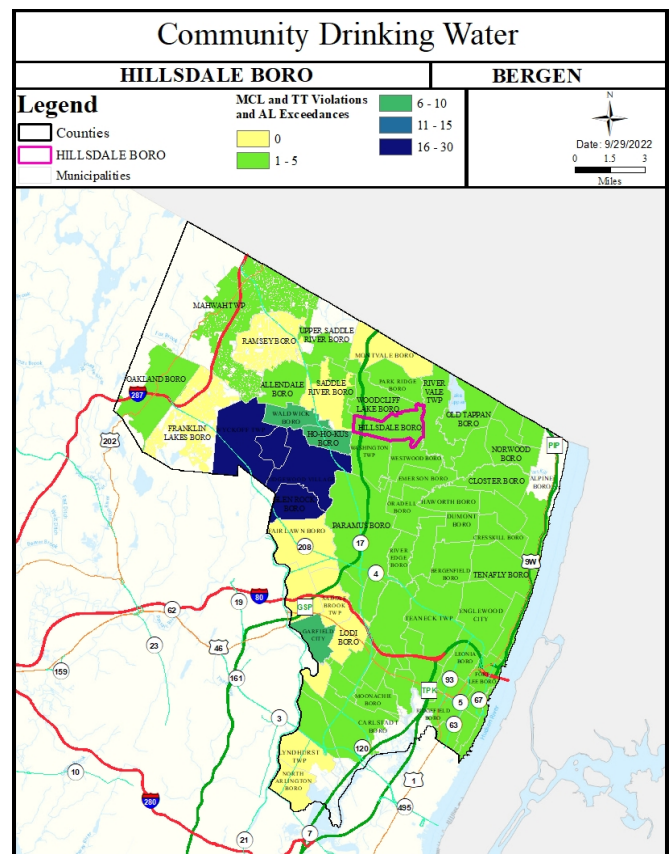 Community Drinking Water
HILLSDALE BORO
BERGEN
Legend
Counties
HILLSDALE BORO
Municipalities
MCL and TT Violations
and AL Exceedances
0
1 - 5
6 - 10
11 - 15
16 - 30
N
Date: 9/29/2022
0 1.5 3
Miles
MAHWAH TWP
RAMSEY BORO
UPPER SADDLE
RIVER BORO
MONTVALE BORO
OAKLAND BORO
ALLENDALE
BORO
SADDLE
RIVER BORO
PARK RIDGE
BORO
RIVER
VALE
TWP
287
WOODCLIFF
LAKE BORO
OLD TAPPAN
BORO
WALDWICK
BORO
HILLSDALE BORO
FRANKLIN
LAKES BORO
HO-HO-KUS
BORO
202
WASHINGTON
TWP
WESTWOOD BORO
NORWOOD
BORO
PIP
EMERSON BORO
CLOSTER BORO
ALPINE
BORO
GLEN ROCK
BORO
ORADELL
BORO
HAWORTH BORO
DUMONT
BORO
PARAMUS BORO
FAIR LAWN BORO
CRESSKILL BORO
208
17
RIVER
EDGE
BORO
4
BERGENFIELD
BORO
TENAFLY BORO
9W
80
19
GSP
BROOK
TWP
62
ENGLEWOOD
CITY
TEANECK TWP
GARFIELD
CITY
LODI
BORO
23
46
LEONIA
BORO
159
161
93
FORT
LEE BORO
TPK
MOONACHIE
BORO
5
67
3
CARLSTADT
BORO
63
120
LYNDHURST
TWP
10
NORTH
ARLINGTON
BORO
1
280
495
7
21